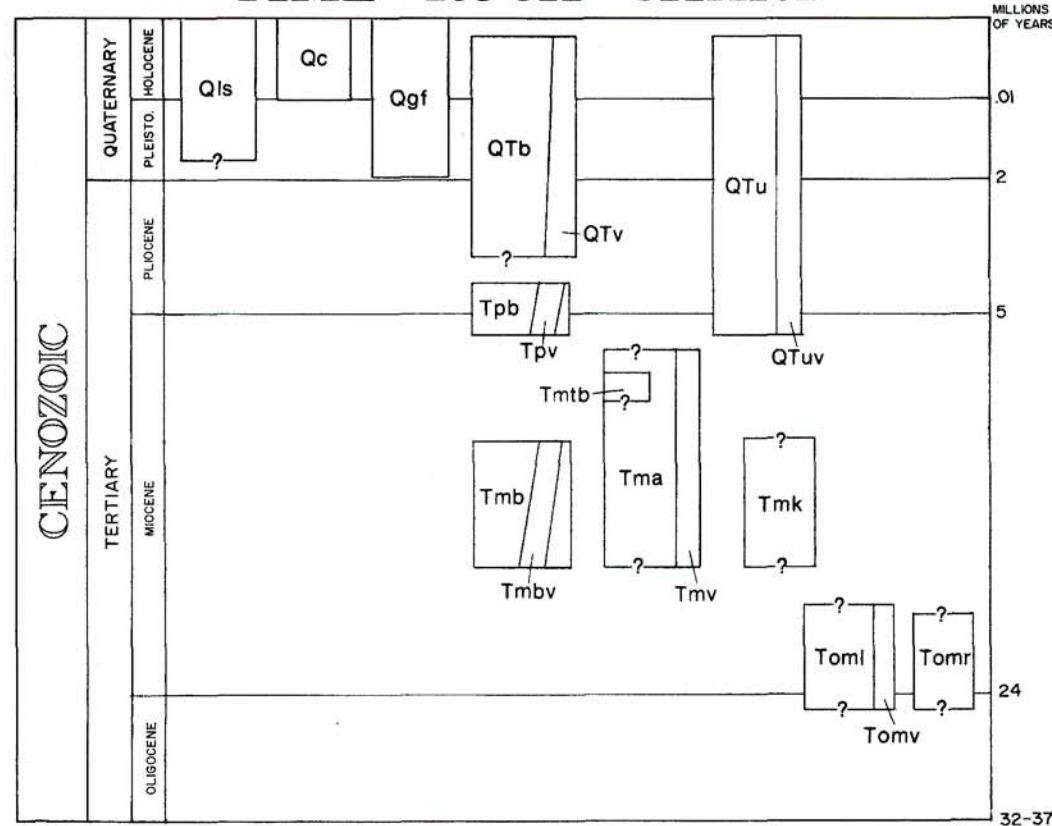 MILLIONS
OF YEARS
CENOZOIC
QUATERNARY
TERTIARY
HOLOCENE
PLEISTO.
PLIOCENE
MIOCENE
OLIGOCENE
Qls
Qc
Qgf
QTb
QTv
QTu
QTuv
Tpb
Tpv
Tmtb
Tma
Tmv
Tmb
Tmbv
Tmk
Toml
Tomv
Tomr
?
?
?
?
?
?
?
?
?
?
?
?
.01
2
5
24
32-37